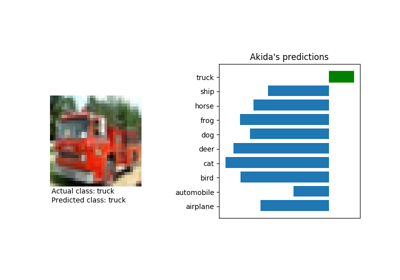 Akida's predictions
truck
ship
horse
frog
dog
deer
cat
bird
automobile
airplane
Actual class: truck
Predicted class: truck